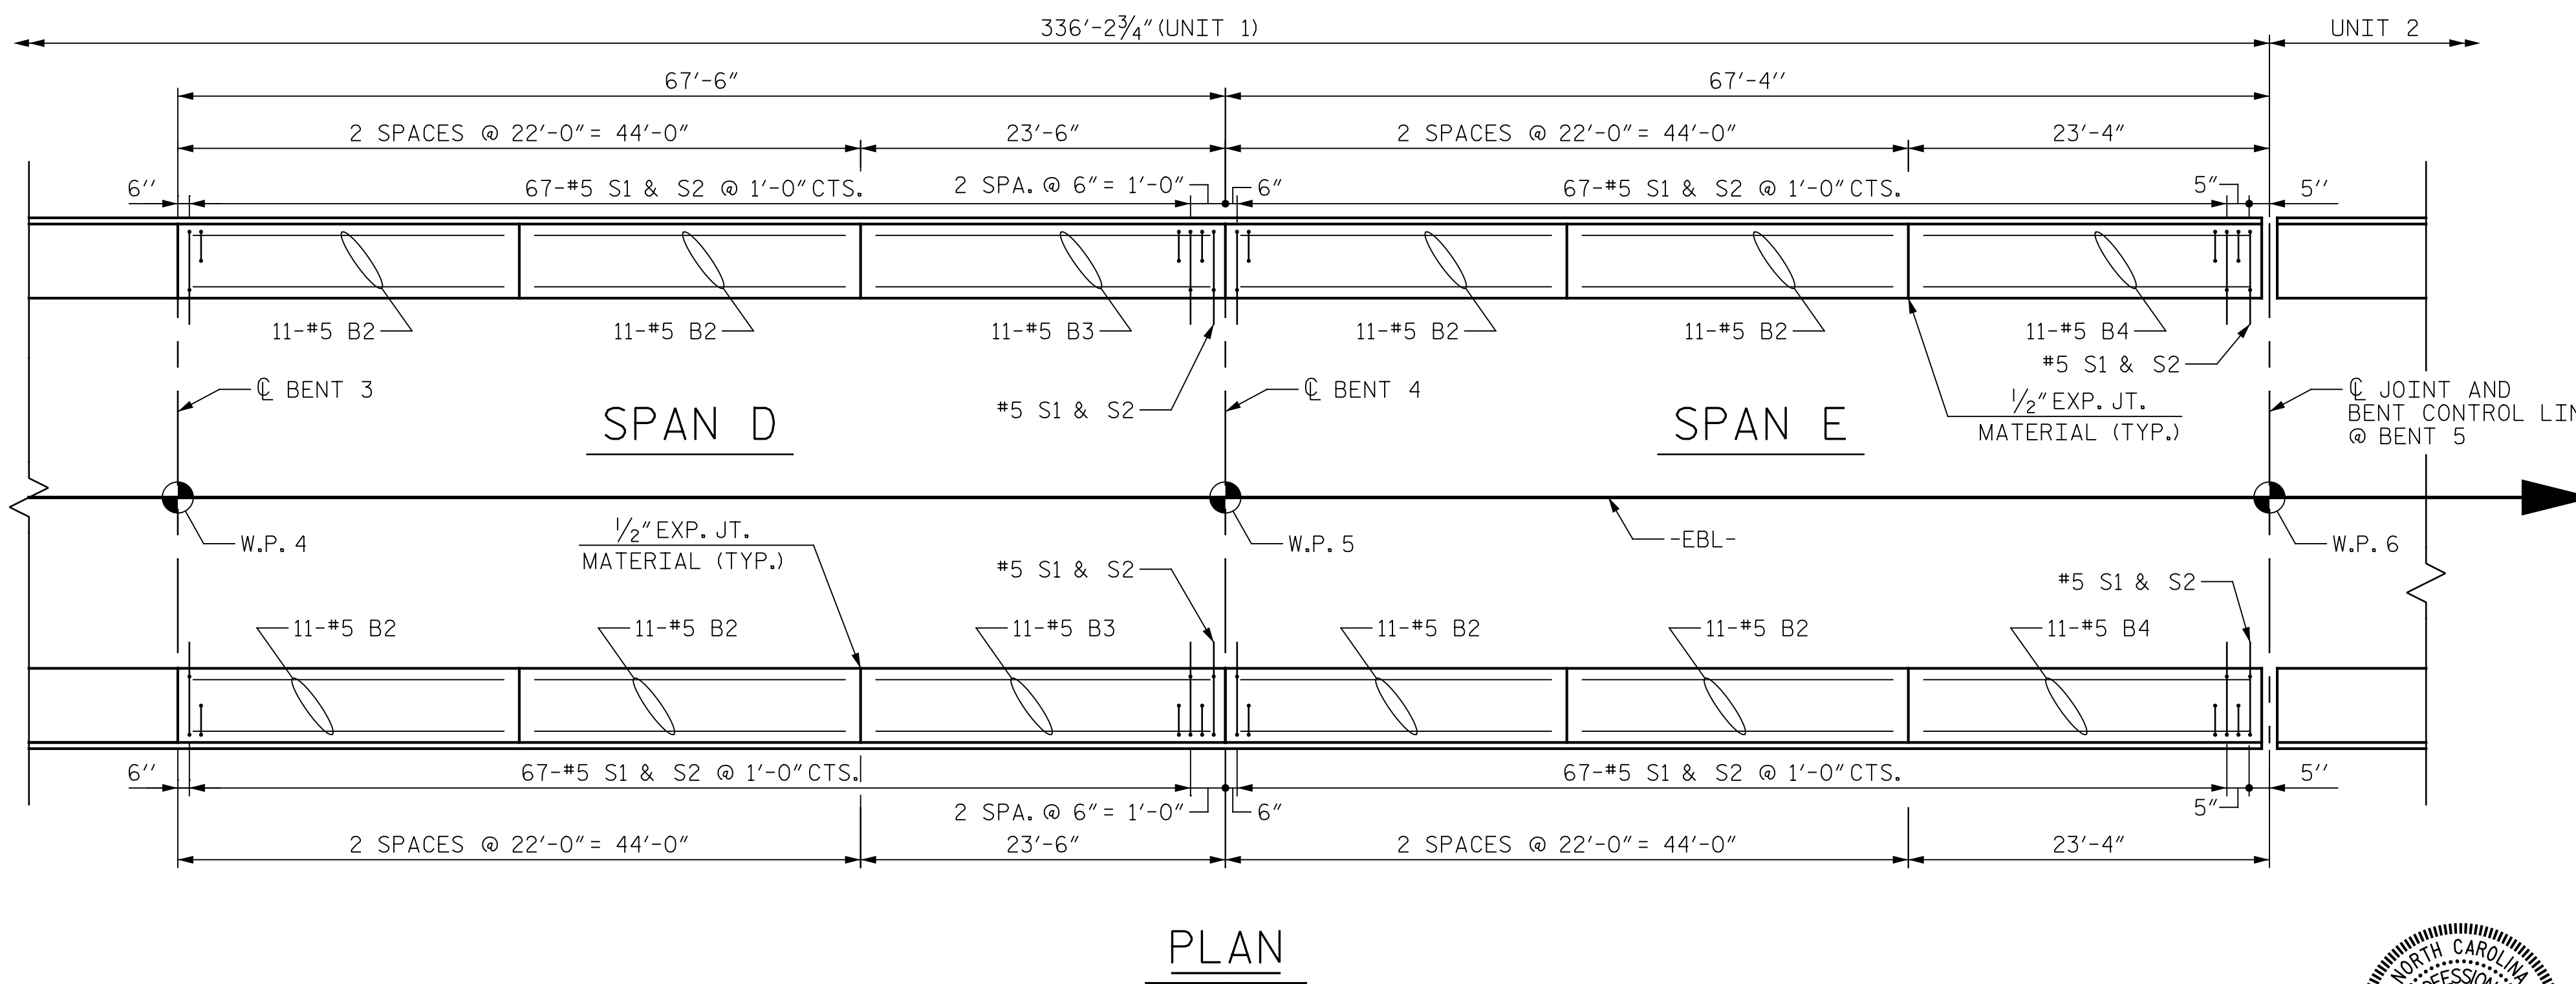 336'-2¾" (UNIT 1)
UNIT 2
67'-6"
67'-4''
2 SPACES @ 22'-0" = 44'-0"
23'-6"
2 SPACES @ 22'-0" = 44'-0"
23'-4"
6''
67-#5 S1 & S2 @ 1'-0" CTS.
2 SPA. @ 6" = 1'-0"
6"
67-#5 S1 & S2 @ 1'-0" CTS.
5"
5''
11-#5 B2
11-#5 B2
11-#5 B3
11-#5 B2
11-#5 B2
11-#5 B4
#5 S1 & S2
℄ BENT 3
SPAN D
#5 S1 & S2
℄ BENT 4
SPAN E
½" EXP. JT.
MATERIAL (TYP.)
℄ JOINT AND
BENT CONTROL LIN
@ BENT 5
W.P. 4
½" EXP. JT.
MATERIAL (TYP.)
#5 S1 & S2
W.P. 5
-EBL-
W.P. 6
#5 S1 & S2
11-#5 B2
11-#5 B2
11-#5 B3
11-#5 B2
11-#5 B2
11-#5 B4
6''
67-#5 S1 & S2 @ 1'-0" CTS.
2 SPA. @ 6" = 1'-0"
6"
67-#5 S1 & S2 @ 1'-0" CTS.
5"
5''
2 SPACES @ 22'-0" = 44'-0"
23'-6"
2 SPACES @ 22'-0" = 44'-0"
23'-4"
PLAN
NORTH CAROLINA